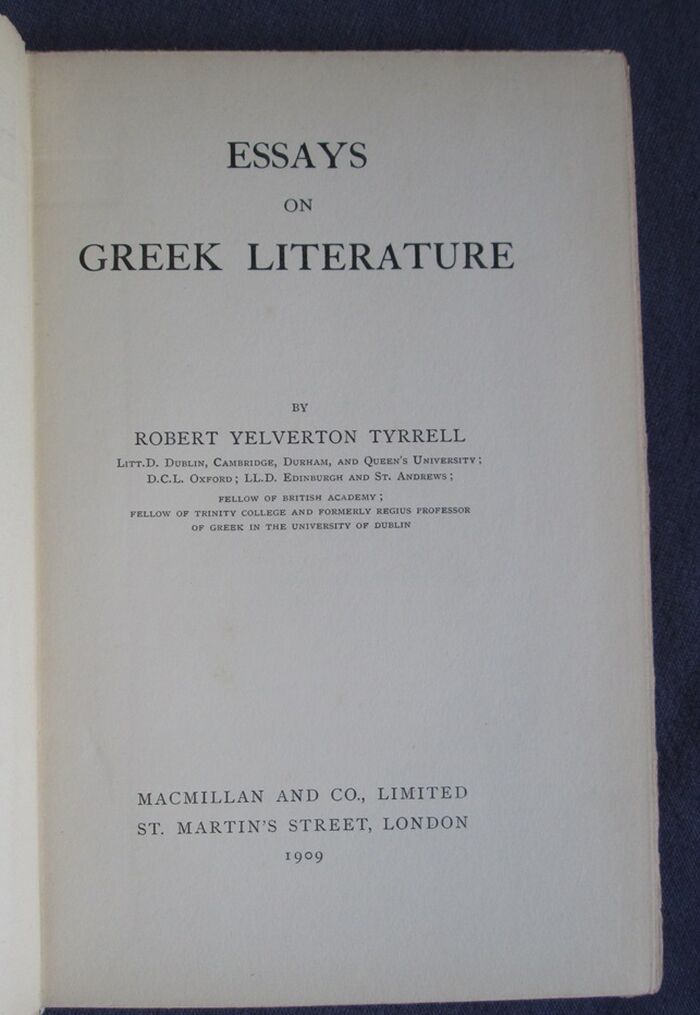 ESSAYS
ON
GREEK LITERATURE
BY
ROBERT YELVERTON TYRRELL
Litt.D. Dublin, Cambridge, Durham, and Queen's University;
D.C.L. Oxford; LL.D. Edinburgh and St. Andrews;
FELLOW OF BRITISH ACADEMY;
FELLOW OF TRINITY COLLEGE AND FORMERLY REGIUS PROFESSOR
OF GREEK IN THE UNIVERSITY OF DUBLIN
MACMILLAN AND CO., LIMITED
ST. MARTIN'S STREET, LONDON
1909